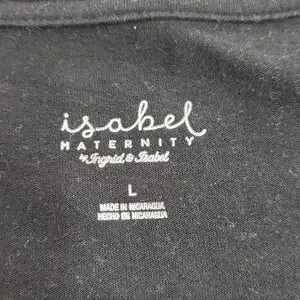 isabel
MATERNITY
by Ingrid & Isabel
L
MADE IN NICARAGUA
HECHO EN NICARAGUA